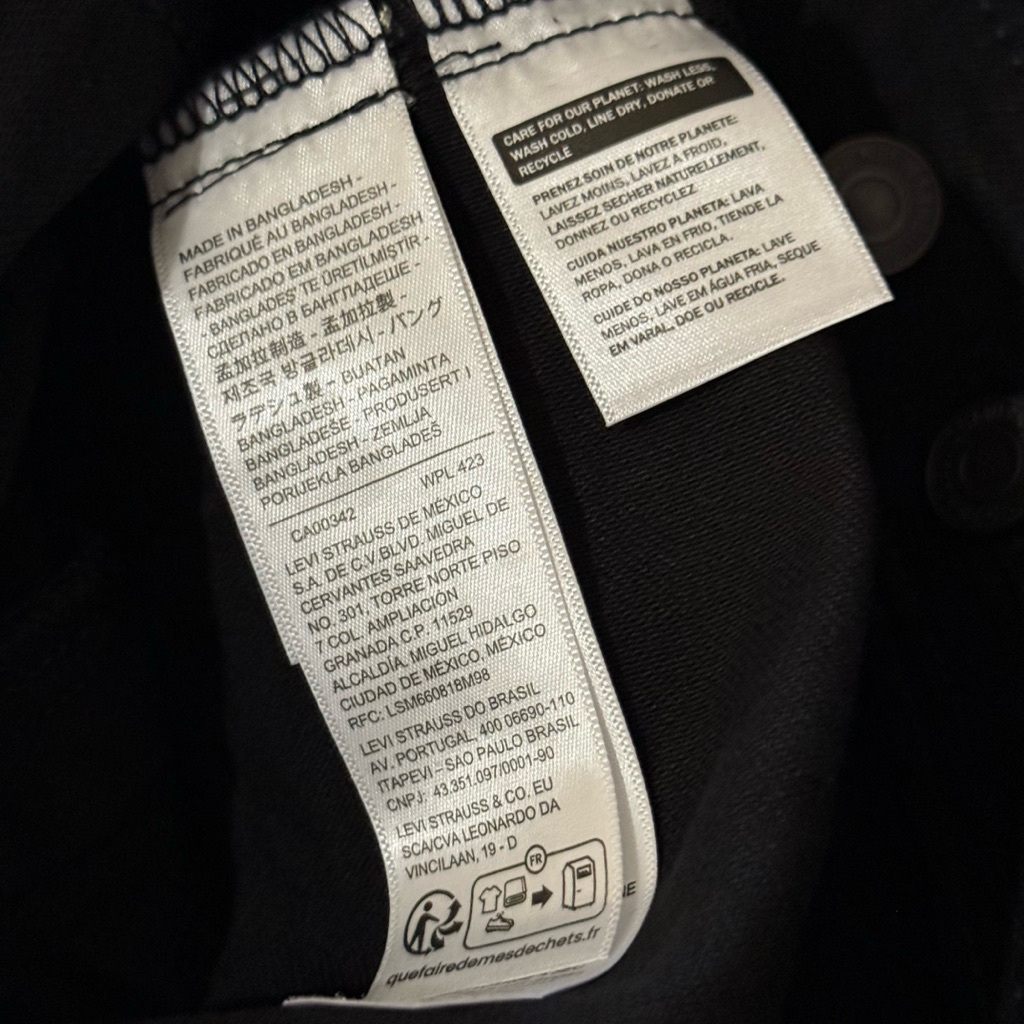 MADE IN BANGLADESH -
FABRIQUÉ AU BANGLADESH -
FABRICADO EN BANGLADESH -
FABRICADO EM BANGLADESH
- BANGLADEŞ TE ÜRETİLMİŞTİR -
СДЕЛАНО В БАНГЛАДЕШЕ -
孟加拉制造 - 孟加拉製 -
제조국 방글라데시 - バング
ラデシュ製 - BUATAN
BANGLADESH - PAGAMINTA
BANGLADEŠE - PRODUSERT I
BANGLADESH - ZEMLJA
PORIJEKLA BANGLADEŠ
CA00342 WPL 423
LEVI STRAUSS DE MÉXICO
S.A. DE C.V.BLVD. MIGUEL DE
CERVANTES SAAVEDRA
NO. 301, TORRE NORTE PISO
7 COL. AMPLIACIÓN
GRANADA C.P. 11529
ALCALDÍA. MIGUEL HIDALGO
CIUDAD DE MÉXICO, MÉXICO
RFC: LSM660818M98
LEVI STRAUSS DO BRASIL
AV. PORTUGAL, 400 06690-110
ITAPEVI – SÃO PAULO BRASIL
CNPJ: 43.351.097/0001-90
LEVI STRAUSS & CO. EU
SCA/CVA LEONARDO DA
VINCILAAN, 19 - D
FR
quefairedemesdechets.fr
CARE FOR OUR PLANET: WASH LESS,
WASH COLD, LINE DRY, DONATE OR
RECYCLE
PRENEZ SOIN DE NOTRE PLANETE:
LAVEZ MOINS, LAVEZ A FROID,
LAISSEZ SECHER NATURELLEMENT,
DONNEZ OU RECYCLEZ
CUIDA NUESTRO PLANETA: LAVA
MENOS, LAVA EN FRIO, TIENDE LA
ROPA, DONA O RECICLA.
CUIDE DO NOSSO PLANETA: LAVE
MENOS, LAVE EM ÁGUA FRIA, SEQUE
EM VARAL, DOE OU RECICLE.